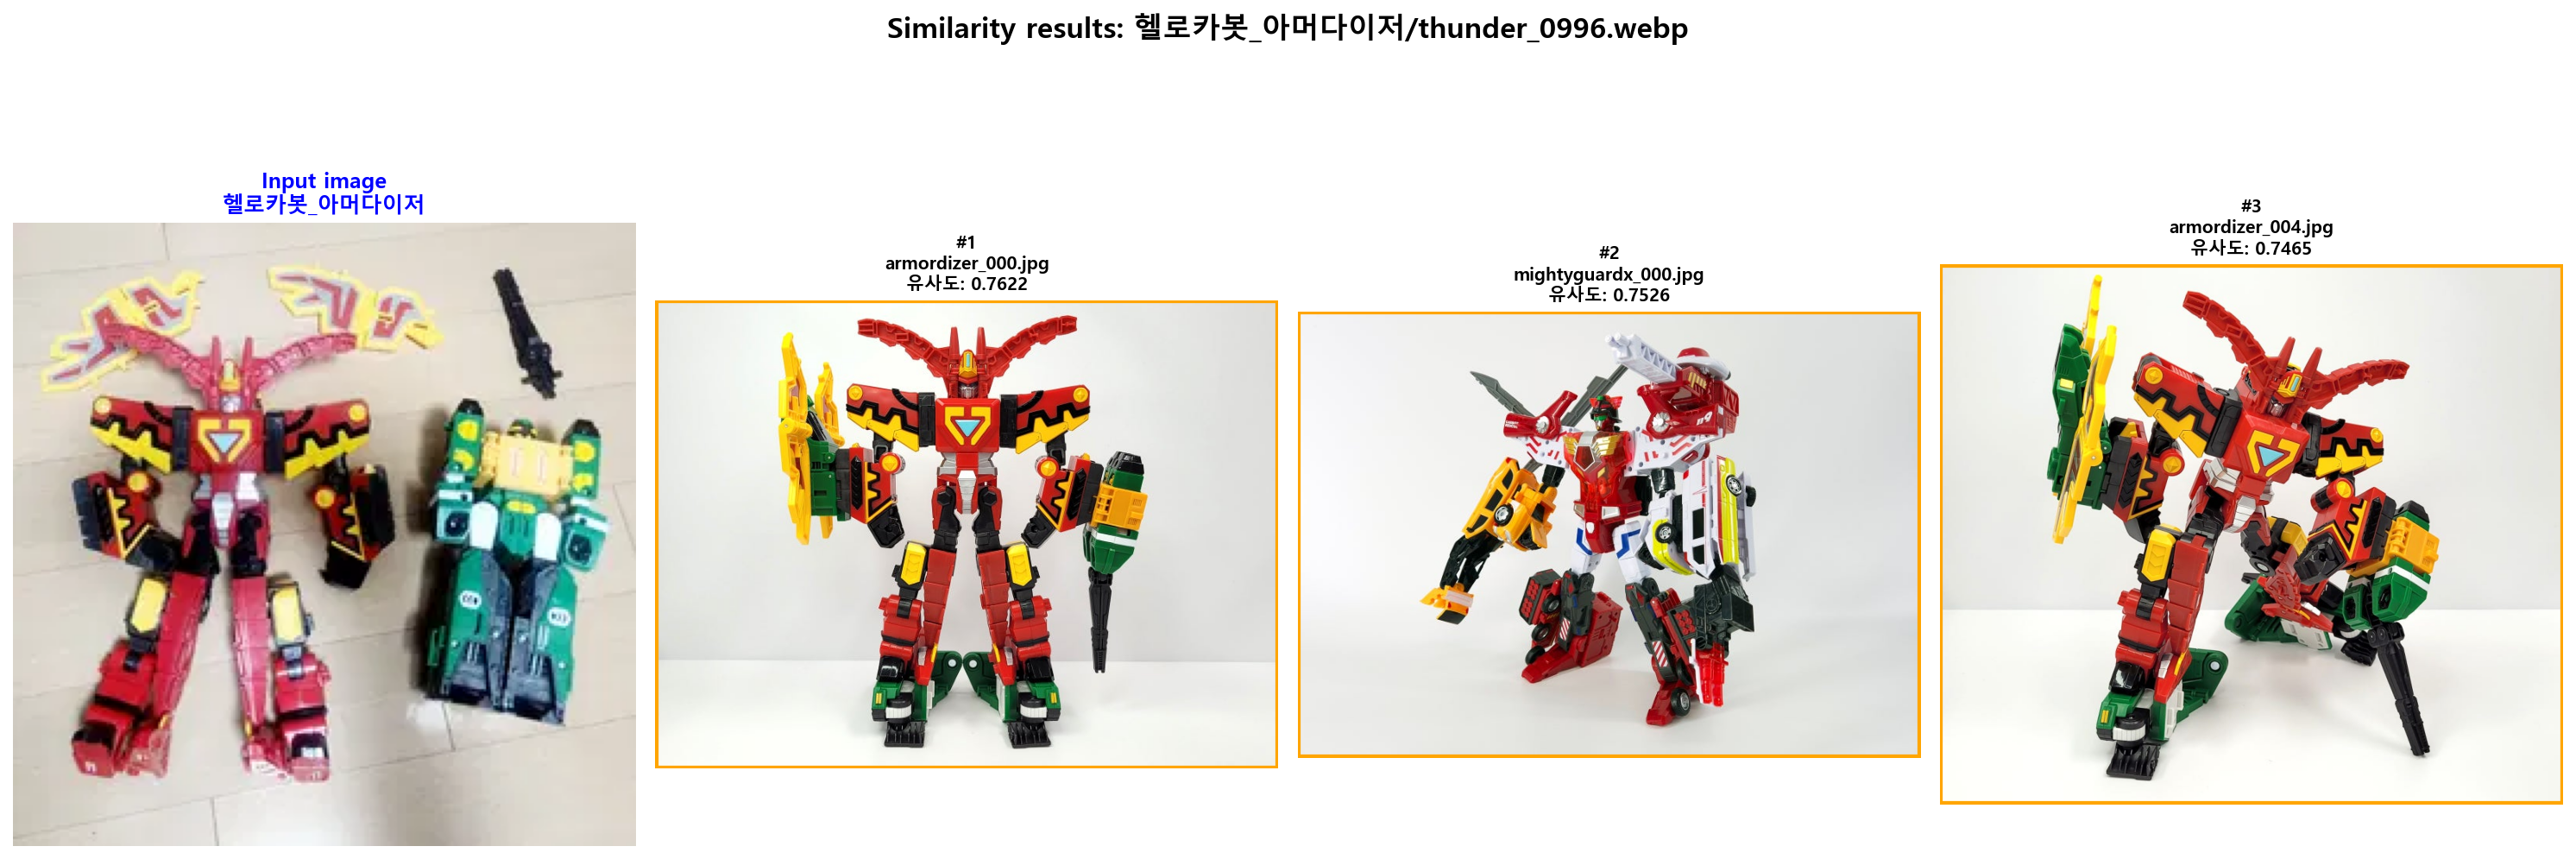 Similarity results: 헬로카봇_아머다이저/thunder_0996.webp
Input image
헬로카봇_아머다이저
#1
armordizer_000.jpg
유사도: 0.7622
#2
mightyguardx_000.jpg
유사도: 0.7526
#3
armordizer_004.jpg
유사도: 0.7465